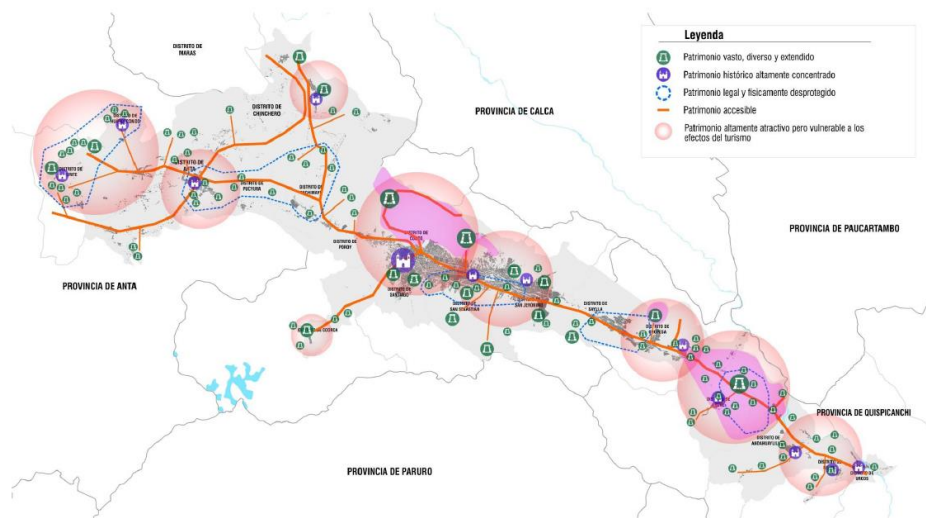 Leyenda
Patrimonio vasto, diverso y extendido
Patrimonio histórico altamente concentrado
Patrimonio legal y físicamente desprotegido
Patrimonio accesible
Patrimonio altamente atractivo pero vulnerable a los
efectos del turismo
DISTRITO DE
MARAS
DISTRITO DE
CHINCHERO
PROVINCIA DE CALCA
DISTRITO DE
ANTA
DISTRITO DE
PUCYURA
DISTRITO DE
POROY
PROVINCIA DE PAUCARTAMBO
PROVINCIA DE ANTA
DISTRITO DE
SANTIAGO
DISTRITO DE
SAN SEBASTIAN
SAN JERONIMO
DISTRITO DE
SAYLLA
DISTRITO DE
PROVINCIA DE QUISPICANCHI
DISTRITO DE
PROVINCIA DE PARURO